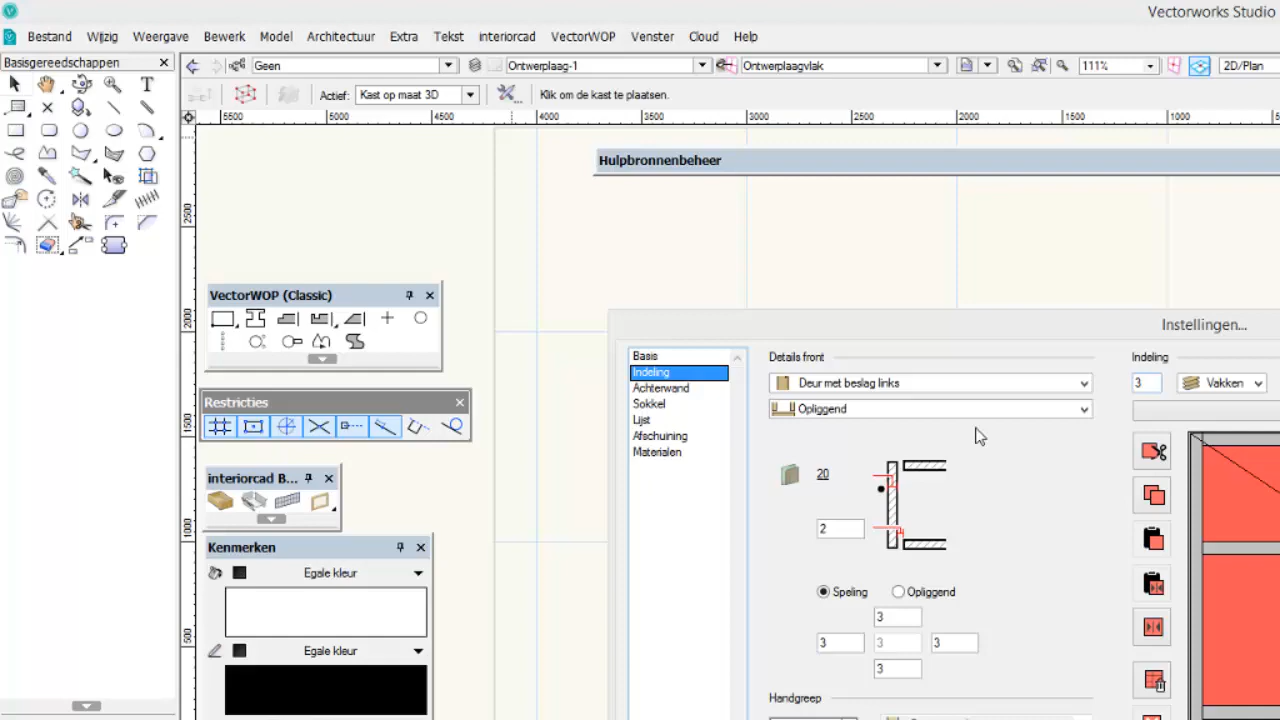 Vectorworks Studio
Bestand Wijzig Weergave Bewerk Model Architectuur Extra Tekst interiorcad VectorWOP Venster Cloud Help
Basisgereedschappen
Geen
Ontwerplaag-1
Ontwerplaagvlak
111%
2D/Plan
Actief:
Kast op maat 3D
Klik om de kast te plaatsen.
5500 5000 4500 4000 3500 3000 2500 2000 1500 1000
2500
2000
1500
1000
500
Hulpbronnenbeheer
VectorWOP (Classic)
Restricties
interiorcad B...
Kenmerken
Egale kleur
Egale kleur
Instellingen...
Basis
Indeling
Achterwand
Sokkel
Lijst
Afschuining
Materialen
Details front
Deur met beslag links
Opliggend
20
2
Speling
Opliggend
3
3 3 3
3
Handgreep
Indeling
3
Vakken